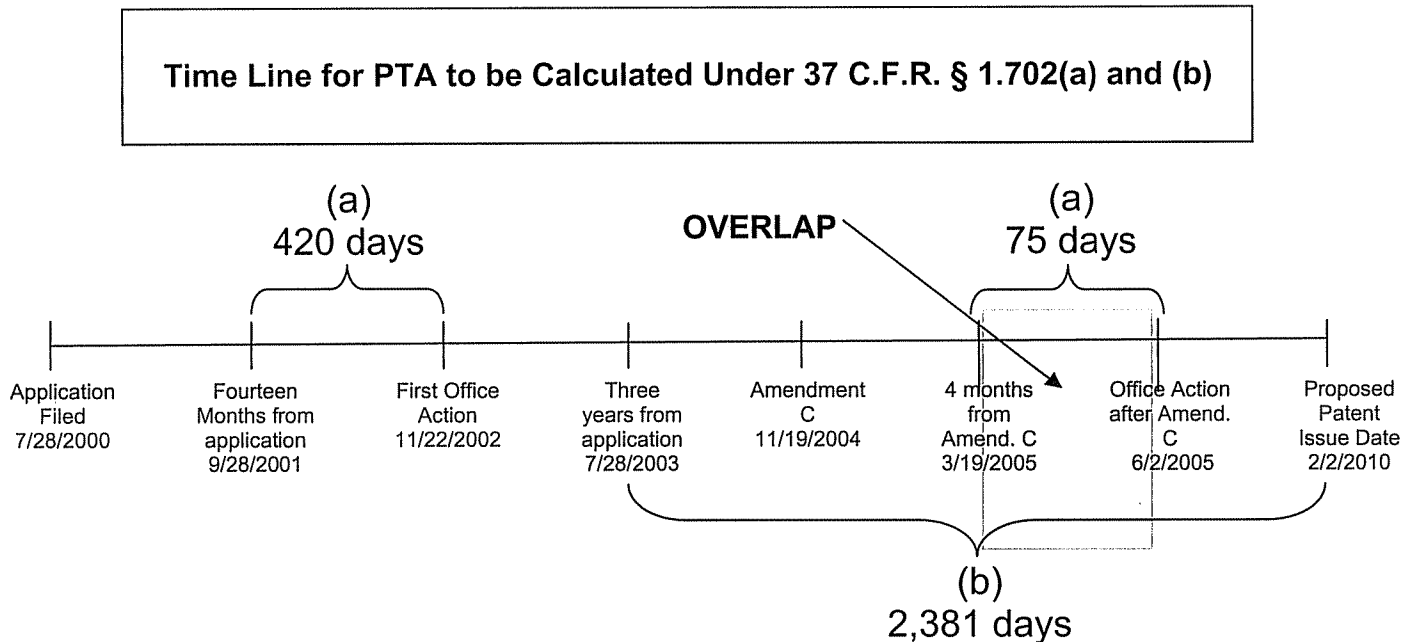 Time Line for PTA to be Calculated Under 37 C.F.R. § 1.702(a) and (b)
(a)
420 days
OVERLAP
(a)
75 days
Application
Filed
7/28/2000
Fourteen
Months from
application
9/28/2001
First Office
Action
11/22/2002
Three
years from
application
7/28/2003
Amendment
C
11/19/2004
4 months
from
Amend. C
3/19/2005
Office Action
after Amend.
C
6/2/2005
Proposed
Patent
Issue Date
2/2/2010
(b)
2,381 days